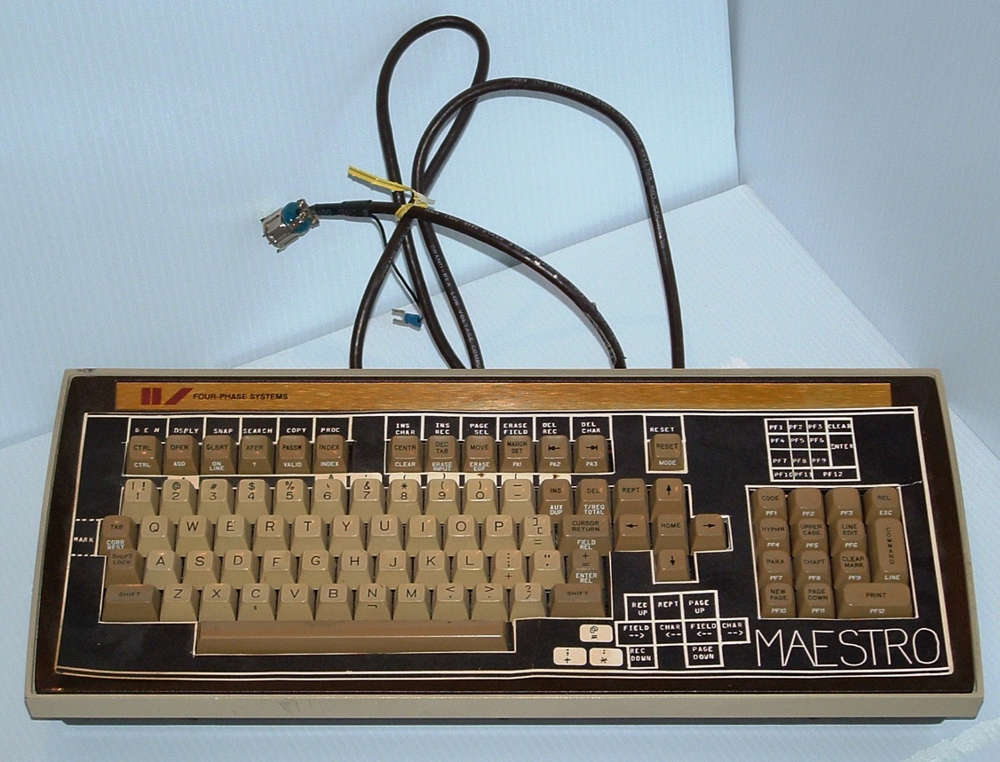 FOUR-PHASE SYSTEMS
GEN DSPLY SNAP SEARCH COPY PROC INS CHAR INS REC PAGE SEL ERASE FIELD DEL REC DEL CHAR RESET PF1 PF2 PF3 CLEAR
CTRL OPEN GLSRY XFER PASSW INDEX CENTR DEC TAB MOVE MARGN SET |← →| RESET PF4 PF5 PF6 ENTER
CTRL ASD ON LINE ? VALID INDEX CLEAR ERASE INPUT ERASE EOF PA1 PA2 PA3 MODE PF7 PF8 PF9
PF10 PF11 PF12
! @ # $ % & * ( ) –
1 2 3 4 5 6 7 8 9 0 INS DEL REPT ↑ CODE REL
AUX DUP T/REQ TOTAL PF1 PF2 PF3 ESC
MARK TAB Q W E R T Y U I O P = CURSOR RETURN ← HOME → HYPHN UPPER CASE LINE EDIT COMMAND
CORR REST FIELD REL PF4 PF5 PF6
SHIFT LOCK A S D F G H J K L ; + " + = ↓ PARA CHAPT CLEAR MARK
ENTER REL PF7 PF8 PF9 LINE
SHIFT Z X C V B N M < > ? SHIFT NEW PAGE PAGE DOWN PRINT
¢ ¬ PF10 PF11 PF12
REC UP REPT PAGE UP
@ = FIELD --> CHAR <-- FIELD <-- CHAR -->
; + : * REC DOWN PAGE DOWN
MAESTRO
BRAND-REX LOW VOLTAGE